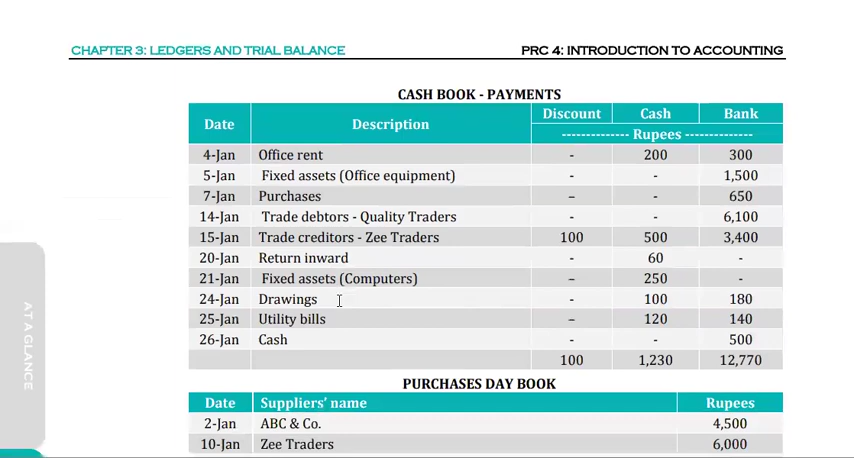 CHAPTER 3: LEDGERS AND TRIAL BALANCE PRC 4: INTRODUCTION TO ACCOUNTING
CASH BOOK - PAYMENTS
Date Description Discount Cash Bank
-------------- Rupees --------------
4-Jan Office rent - 200 300
5-Jan Fixed assets (Office equipment) - - 1,500
7-Jan Purchases – - 650
14-Jan Trade debtors - Quality Traders - - 6,100
15-Jan Trade creditors - Zee Traders 100 500 3,400
20-Jan Return inward - 60 -
21-Jan Fixed assets (Computers) – 250 -
24-Jan Drawings - 100 180
25-Jan Utility bills – 120 140
26-Jan Cash - - 500
100 1,230 12,770
PURCHASES DAY BOOK
Date Suppliers' name Rupees
2-Jan ABC & Co. 4,500
10-Jan Zee Traders 6,000
AT A GLANCE